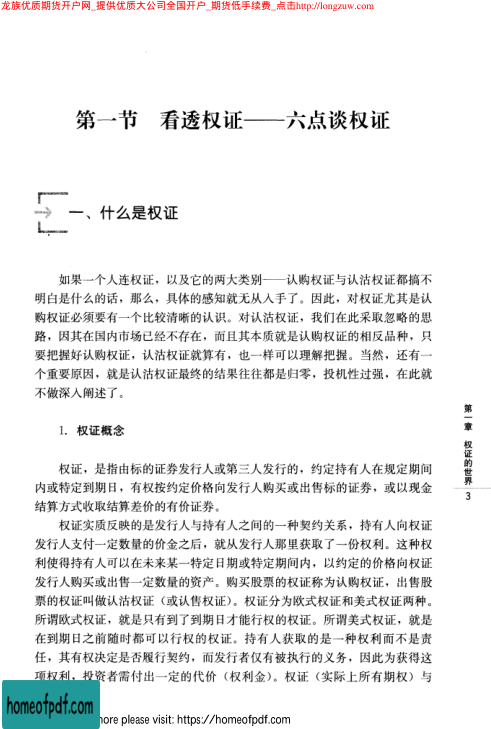 龙族优质期货开户网_提供优质大公司全国开户_期货低手续费_点击http://longzuw.com
第一节 看透权证——六点谈权证
一、什么是权证
如果一个人连权证，以及它的两大类别——认购权证与认沽权证都搞不
明白是什么的话，那么，具体的感知就无从入手了。因此，对权证尤其是认
购权证必须要有一个比较清晰的认识。对认沽权证，我们在此采取忽略的思
路，因其在国内市场已经不存在，而且其本质就是认购权证的相反品种，只
要把握好认购权证，认沽权证就算有，也一样可以理解把握。当然，还有一
个重要原因，就是认沽权证最终的结果往往都是归零，投机性过强，在此就
不做深入阐述了。
1. 权证概念
权证，是指由标的证券发行人或第三人发行的，约定持有人在规定期间
内或特定到期日，有权按约定价格向发行人购买或出售标的证券，或以现金
结算方式收取结算差价的有价证券。
权证实质反映的是发行人与持有人之间的一种契约关系，持有人向权证
发行人支付一定数量的价金之后，就从发行人那里获取了一份权利。这种权
利使得持有人可以在未来某一特定日期或特定期间内，以约定的价格向权证
发行人购买或出售一定数量的资产。购买股票的权证称为认购权证，出售股
票的权证叫做认沽权证（或认售权证）。权证分为欧式权证和美式权证两种。
所谓欧式权证，就是只有到了到期日才能行权的权证。所谓美式权证，就是
在到期日之前随时都可以行权的权证。持有人获取的是一种权利而不是责
任，其有权决定是否履行契约，而发行者仅有被执行的义务，因此为获得这
项权利，投资者需付出一定的代价（权利金）。权证（实际上所有期权）与
第一章 权证的世界
3
homeofpdf.com
more please visit: https://homeofpdf.com